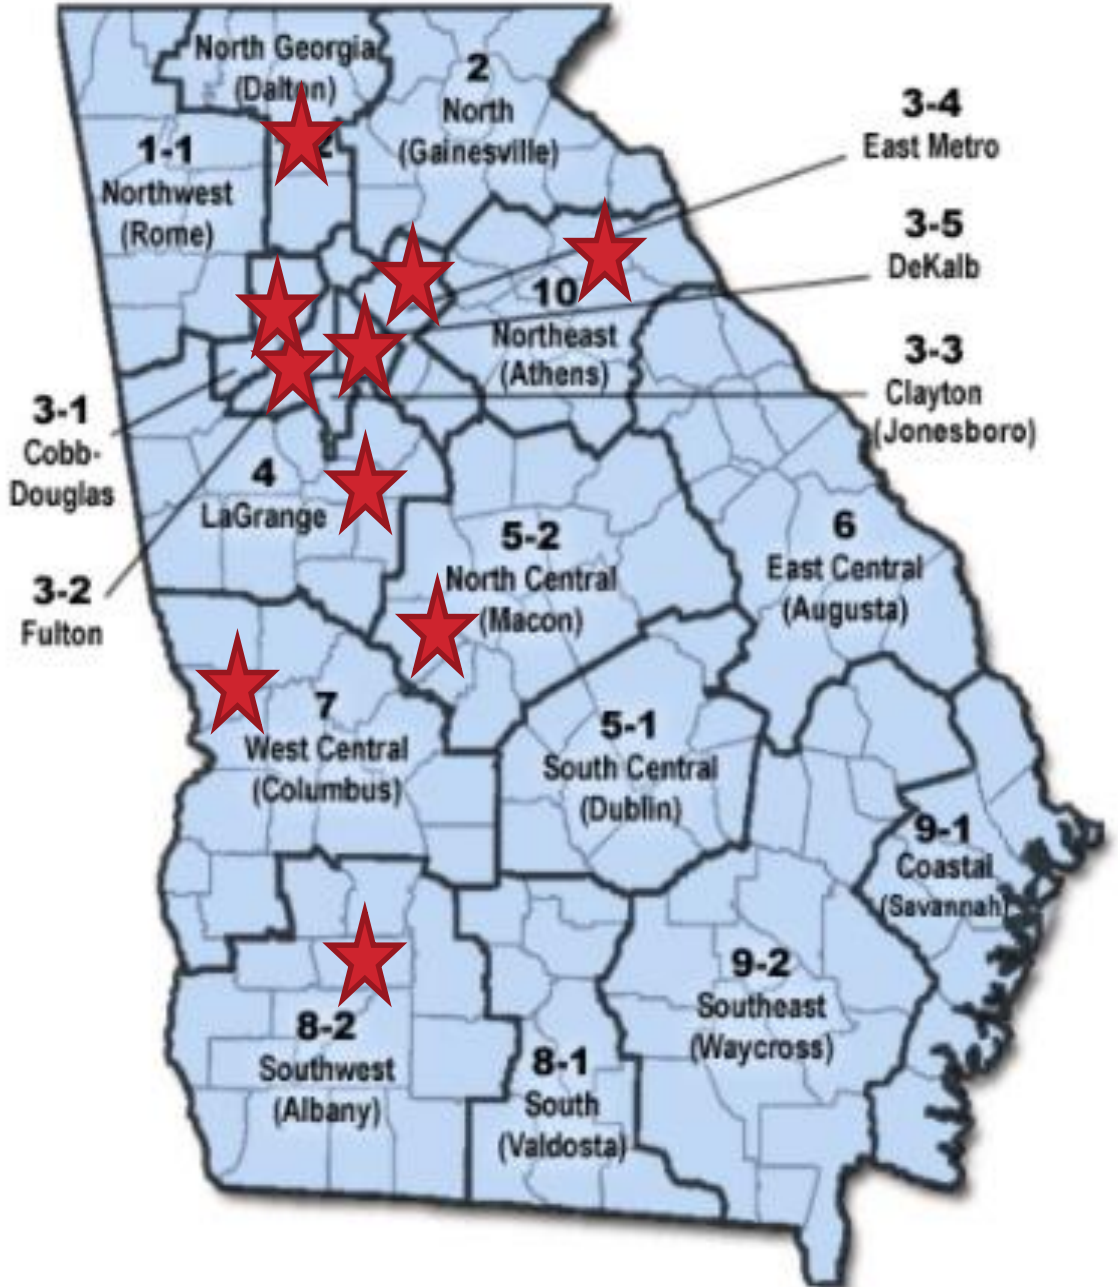 North Georgia
(Dalton)
2
North
(Gainesville)
3-4
East Metro
1-1
Northwest
(Rome)
3-5
DeKalb
10
Northeast
(Athens)
3-3
Clayton
(Jonesboro)
3-1
Cobb-
Douglas
4
LaGrange
3-2
Fulton
5-2
North Central
(Macon)
6
East Central
(Augusta)
7
West Central
(Columbus)
5-1
South Central
(Dublin)
9-1
Coastal
(Savannah)
9-2
Southeast
(Waycross)
8-2
Southwest
(Albany)
8-1
South
(Valdosta)